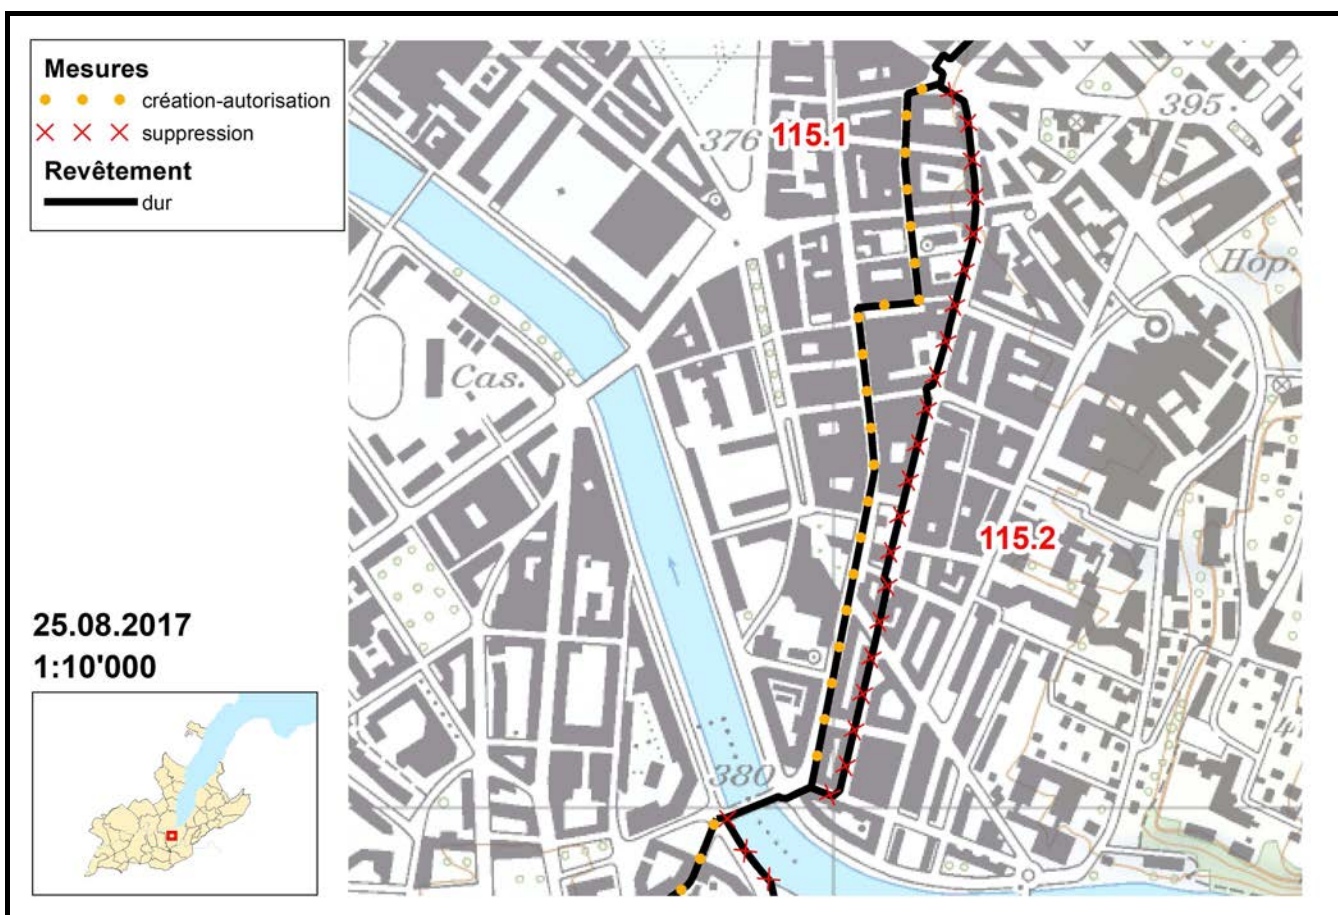 Mesures
création-autorisation
suppression
Revêtement
dur
25.08.2017
1:10'000
376
115.1
395
Hop.
Cas.
115.2
380